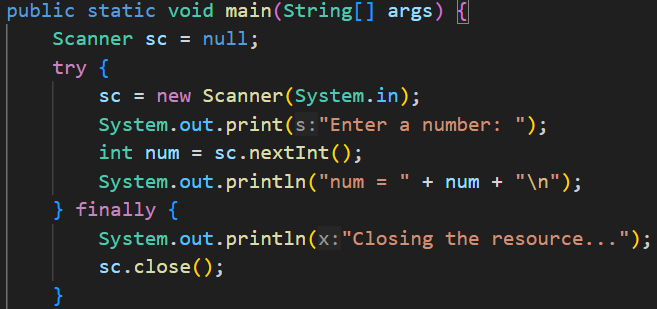 public static void main(String[] args) {
    Scanner sc = null;
    try {
        sc = new Scanner(System.in);
        System.out.print(s:"Enter a number: ");
        int num = sc.nextInt();
        System.out.println("num = " + num + "\n");
    } finally {
        System.out.println(x:"Closing the resource...");
        sc.close();
    }